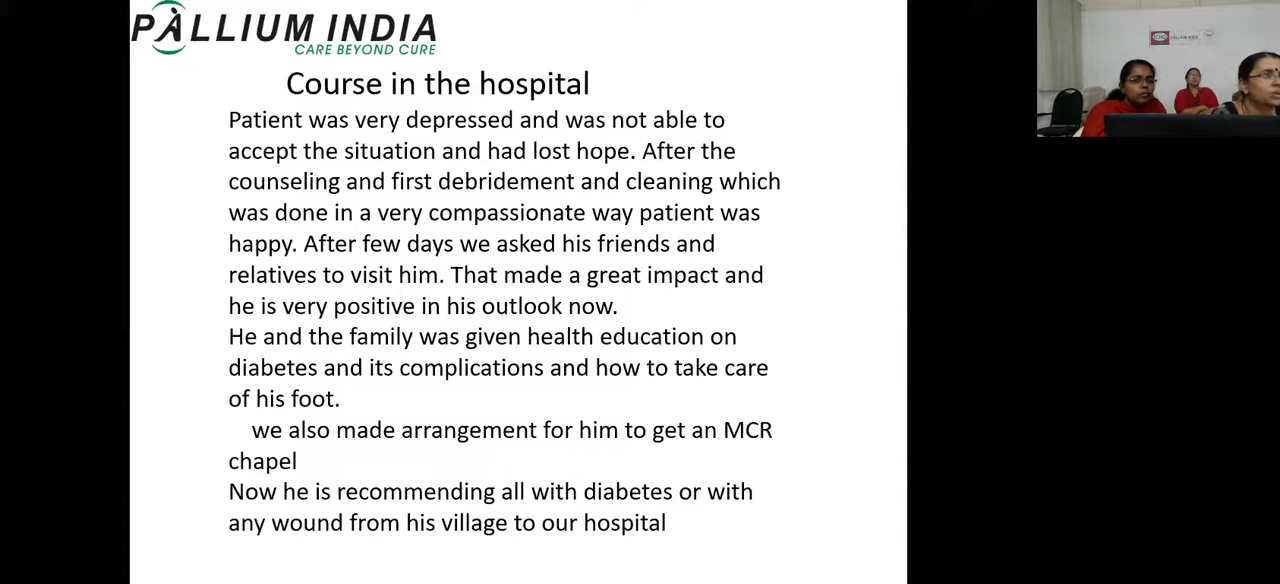 PALLIUM INDIA
CARE BEYOND CURE
Course in the hospital
Patient was very depressed and was not able to
accept the situation and had lost hope. After the
counseling and first debridement and cleaning which
was done in a very compassionate way patient was
happy. After few days we asked his friends and
relatives to visit him. That made a great impact and
he is very positive in his outlook now.
He and the family was given health education on
diabetes and its complications and how to take care
of his foot.
we also made arrangement for him to get an MCR
chapel
Now he is recommending all with diabetes or with
any wound from his village to our hospital